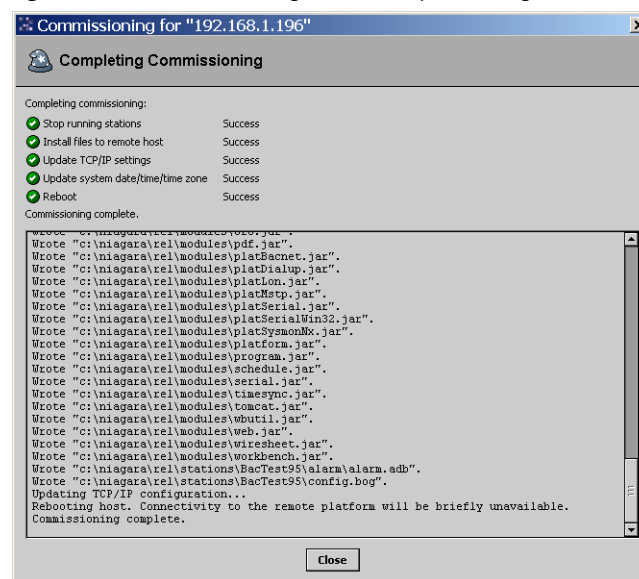 Commissioning for "192.168.1.196"
Completing Commissioning
Completing commissioning:
Stop running stations Success
Install files to remote host Success
Update TCP/IP settings Success
Update system date/time/time zone Success
Reboot Success
Commissioning complete.
Wrote "c:\niagara\rel\modules\pdf.jar".
Wrote "c:\niagara\rel\modules\platBacnet.jar".
Wrote "c:\niagara\rel\modules\platDialup.jar".
Wrote "c:\niagara\rel\modules\platLon.jar".
Wrote "c:\niagara\rel\modules\platMstp.jar".
Wrote "c:\niagara\rel\modules\platSerial.jar".
Wrote "c:\niagara\rel\modules\platSerialWin32.jar".
Wrote "c:\niagara\rel\modules\platSysmonNx.jar".
Wrote "c:\niagara\rel\modules\platform.jar".
Wrote "c:\niagara\rel\modules\program.jar".
Wrote "c:\niagara\rel\modules\schedule.jar".
Wrote "c:\niagara\rel\modules\serial.jar".
Wrote "c:\niagara\rel\modules\timesync.jar".
Wrote "c:\niagara\rel\modules\tomcat.jar".
Wrote "c:\niagara\rel\modules\wbutil.jar".
Wrote "c:\niagara\rel\modules\web.jar".
Wrote "c:\niagara\rel\modules\wiresheet.jar".
Wrote "c:\niagara\rel\modules\workbench.jar".
Wrote "c:\niagara\rel\stations\BacTest95\alarm\alarm.adb".
Wrote "c:\niagara\rel\stations\BacTest95\config.bog".
Updating TCP/IP configuration...
Rebooting host. Connectivity to the remote platform will be briefly unavailable.
Commissioning complete.
Close